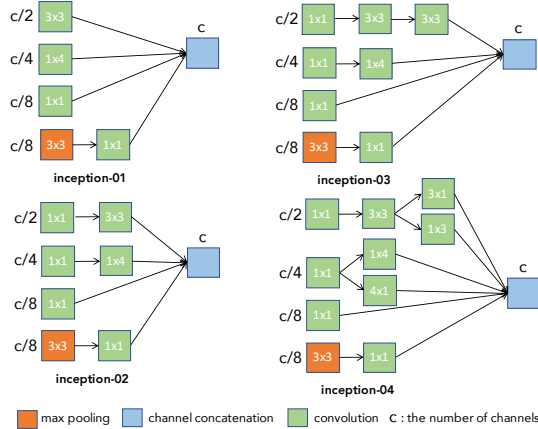 c/2 3x3
c/4 1x4
c/8 1x1
c/8 3x3 1x1
C
inception-01
c/2 1x1 3x3 3x3
c/4 1x1 1x4
c/8 1x1
c/8 3x3 1x1
C
inception-03
c/2 1x1 3x3
c/4 1x1 1x4
c/8 1x1
c/8 3x3 1x1
C
inception-02
c/2 1x1 3x3 3x1 1x3
c/4 1x1 1x4 4x1
c/8 1x1
c/8 3x3 1x1
C
inception-04
max pooling channel concatenation convolution C : the number of channels